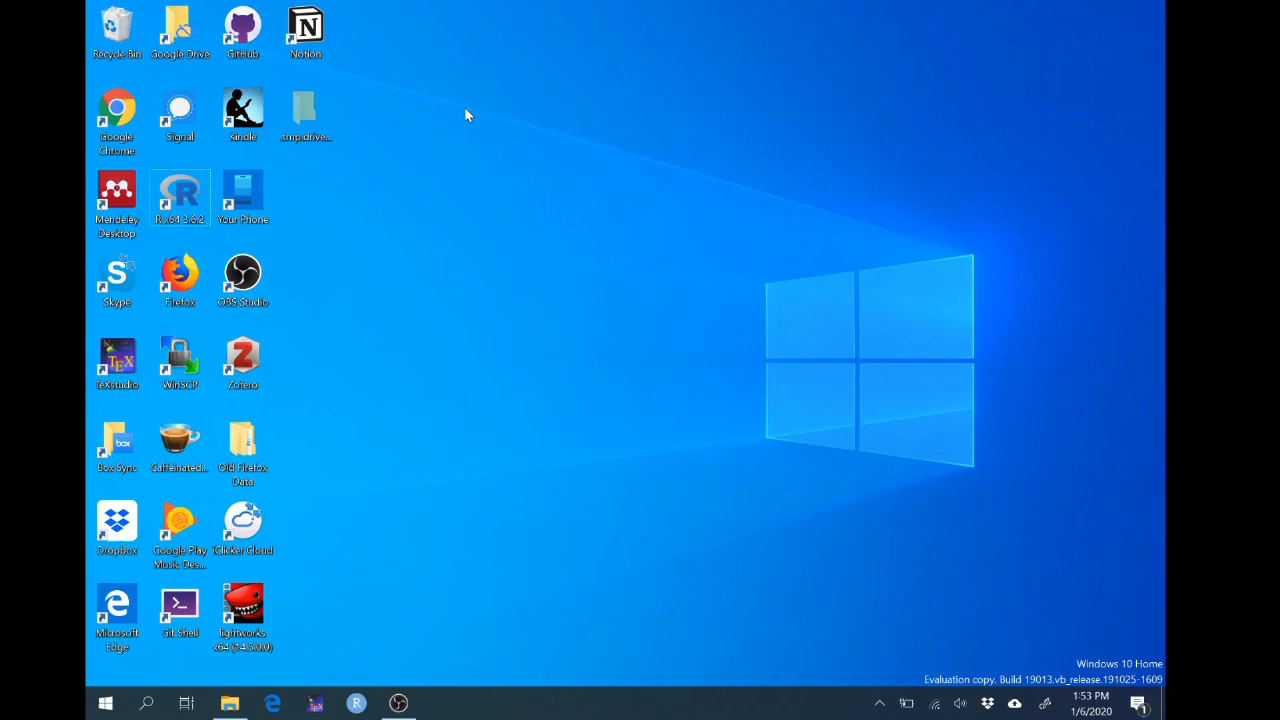 Recycle Bin
Google Drive
GitHub
Notion
Google
Chrome
Signal
Kindle
.tmp.drive...
Mendeley
Desktop
R x64 3.6.2
Your Phone
Skype
Firefox
OBS Studio
TeXstudio
WinSCP
Zotero
Box Sync
Caffeinated...
Old Firefox
Data
Dropbox
Google Play
Music Des...
iClicker Cloud
Microsoft
Edge
Git Shell
lightworks
x64 (14.5.0.0)
Windows 10 Home
Evaluation copy. Build 19013.vb_release.191025-1609
1:53 PM
1/6/2020